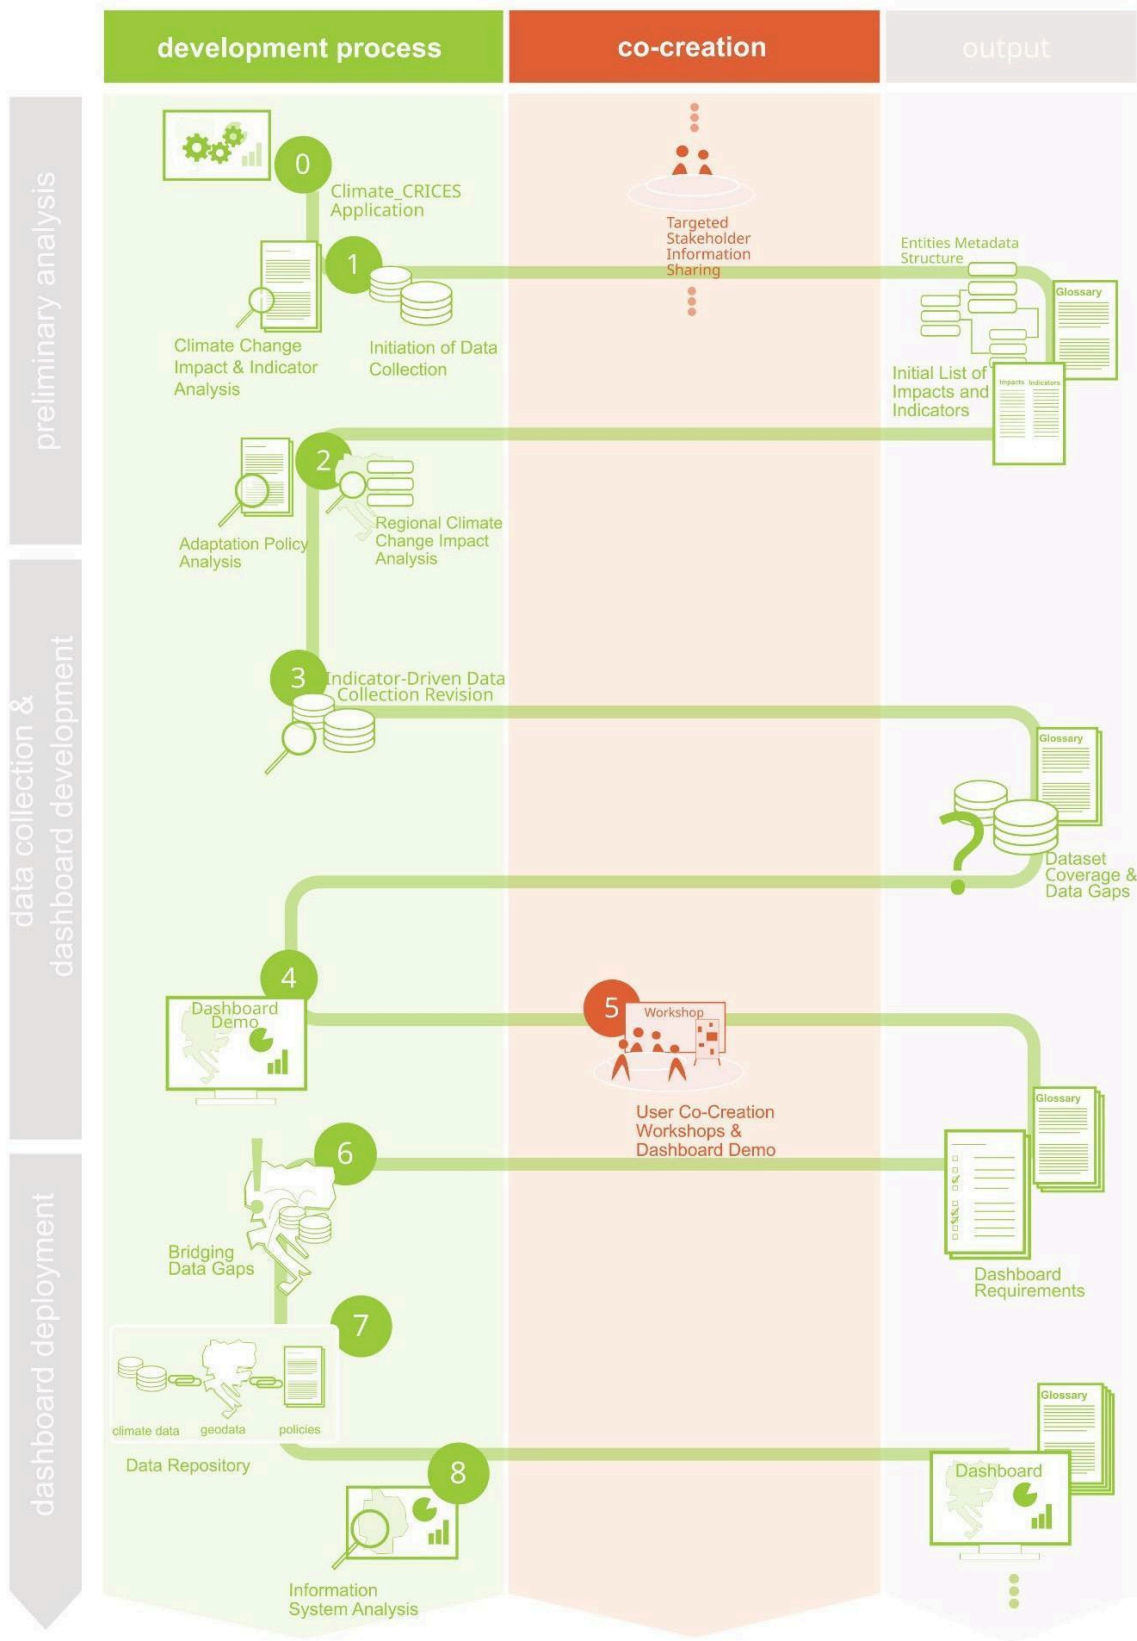 development process
co-creation
output
preliminary analysis
0
Climate_CRICES
Application
Targeted
Stakeholder
Information
Sharing
1
Climate Change
Impact & Indicator
Analysis
Initiation of Data
Collection
Entities Metadata
Structure
Glossary
Initial List of
Impacts and
Indicators
Impacts Indicators
2
Adaptation Policy
Analysis
Regional Climate
Change Impact
Analysis
data collection &
dashboard development
3
Indicator-Driven Data
Collection Revision
Glossary
?
Dataset
Coverage &
Data Gaps
4
Dashboard
Demo
5
Workshop
User Co-Creation
Workshops &
Dashboard Demo
Glossary
Dashboard
Requirements
dashboard deployment
!
6
Bridging
Data Gaps
7
climate data
geodata
policies
Data Repository
8
Information
System Analysis
Glossary
Dashboard